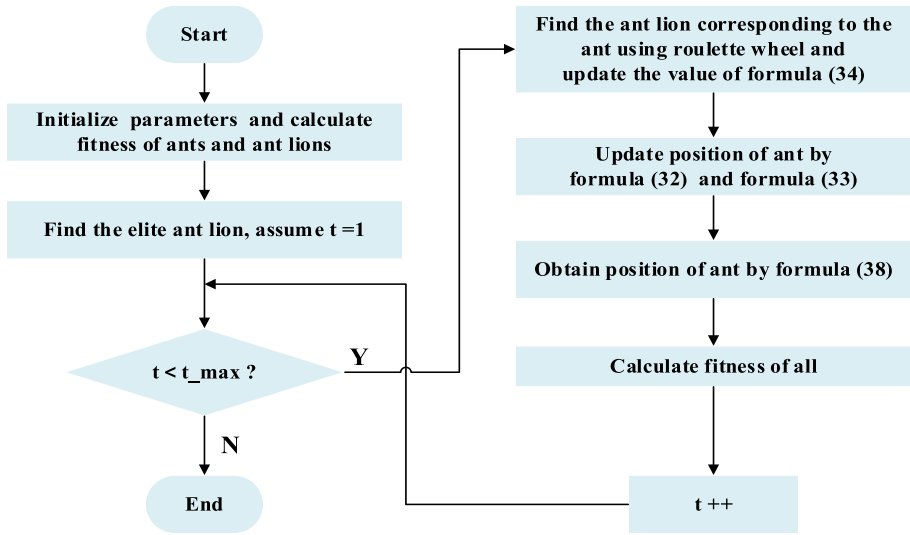 Start
Initialize parameters and calculate
fitness of ants and ant lions
Find the elite ant lion, assume t =1
t < t_max ?
Y
N
End
Find the ant lion corresponding to the
ant using roulette wheel and
update the value of formula (34)
Update position of ant by
formula (32) and formula (33)
Obtain position of ant by formula (38)
Calculate fitness of all
t ++